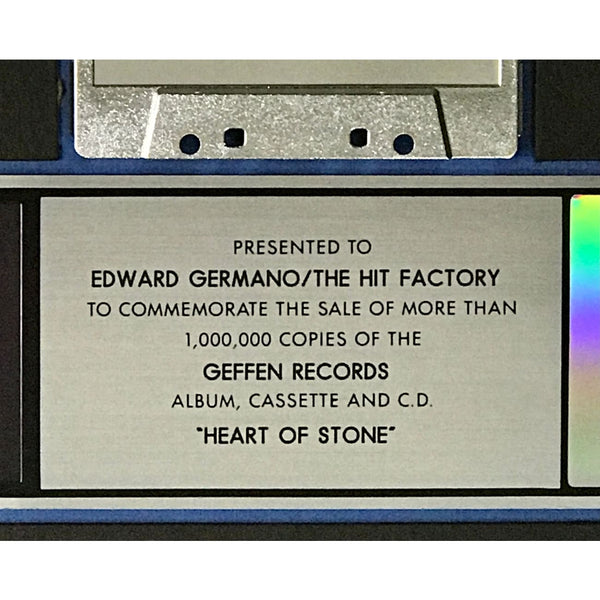 PRESENTED TO
EDWARD GERMANO/THE HIT FACTORY
TO COMMEMORATE THE SALE OF MORE THAN
1,000,000 COPIES OF THE
GEFFEN RECORDS
ALBUM, CASSETTE AND C.D.
"HEART OF STONE"